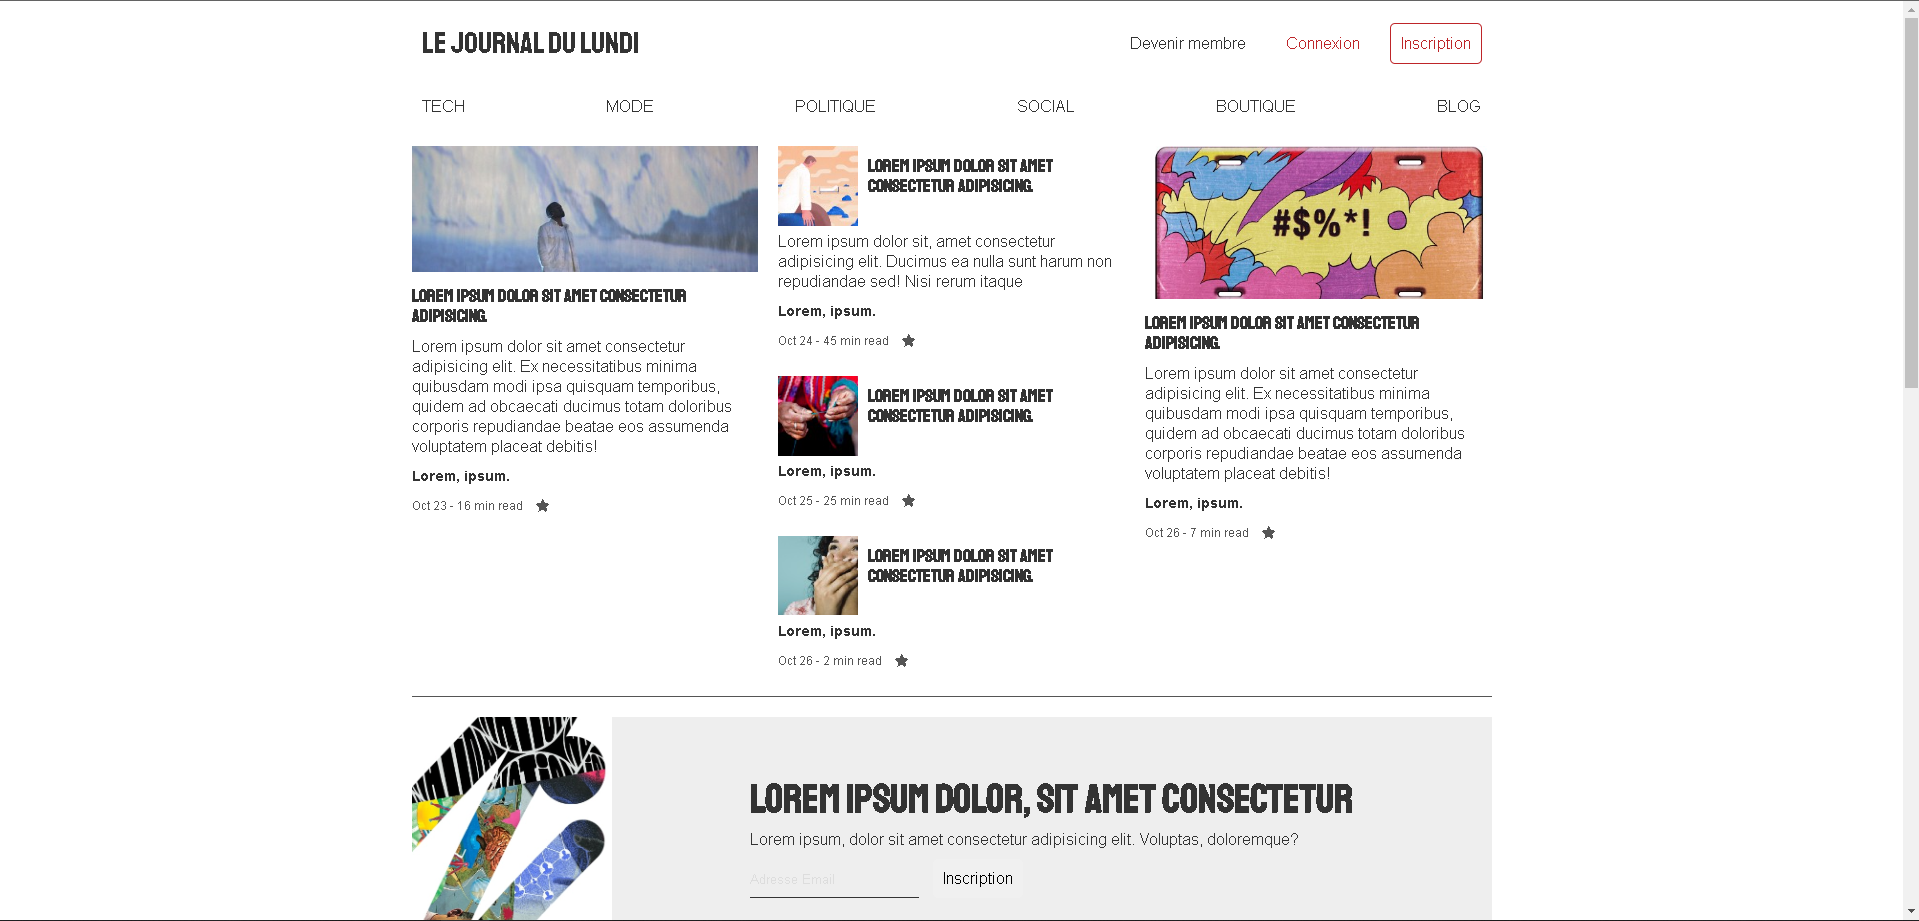 LE JOURNAL DU LUNDI
Devenir membre
Connexion
Inscription
TECH
MODE
POLITIQUE
SOCIAL
BOUTIQUE
BLOG
LOREM IPSUM DOLOR SIT AMET CONSECTETUR
ADIPISICING.
Lorem ipsum dolor sit amet consectetur
adipisicing elit. Ex necessitatibus minima
quibusdam modi ipsa quisquam temporibus,
quidem ad obcaecati ducimus totam doloribus
corporis repudiandae beatae eos assumenda
voluptatem placeat debitis!
Lorem, ipsum.
Oct 23 - 16 min read
LOREM IPSUM DOLOR SIT AMET
CONSECTETUR ADIPISICING.
Lorem ipsum dolor sit, amet consectetur
adipisicing elit. Ducimus ea nulla sunt harum non
repudiandae sed! Nisi rerum itaque
Lorem, ipsum.
Oct 24 - 45 min read
LOREM IPSUM DOLOR SIT AMET
CONSECTETUR ADIPISICING.
Lorem, ipsum.
Oct 25 - 25 min read
LOREM IPSUM DOLOR SIT AMET
CONSECTETUR ADIPISICING.
Lorem, ipsum.
Oct 26 - 2 min read
#$%*!
LOREM IPSUM DOLOR SIT AMET CONSECTETUR
ADIPISICING.
Lorem ipsum dolor sit amet consectetur
adipisicing elit. Ex necessitatibus minima
quibusdam modi ipsa quisquam temporibus,
quidem ad obcaecati ducimus totam doloribus
corporis repudiandae beatae eos assumenda
voluptatem placeat debitis!
Lorem, ipsum.
Oct 26 - 7 min read
LOREM IPSUM DOLOR, SIT AMET CONSECTETUR
Lorem ipsum, dolor sit amet consectetur adipisicing elit. Voluptas, doloremque?
Adresse Email
Inscription